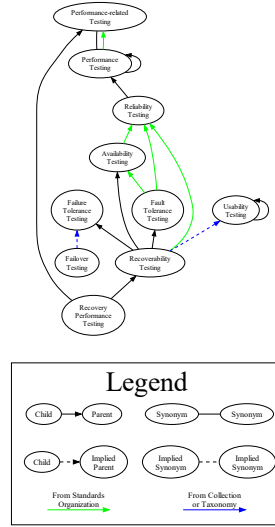 Performance-related
Testing
Performance
Testing
Reliability
Testing
Availability
Testing
Failure
Tolerance
Testing
Fault
Tolerance
Testing
Usability
Testing
Failover
Testing
Recoverability
Testing
Recovery
Performance
Testing
Legend
Child
Parent
Synonym
Synonym
Child
Implied
Parent
Implied
Synonym
Implied
Synonym
From Standards
Organization
From Collection
or Taxonomy